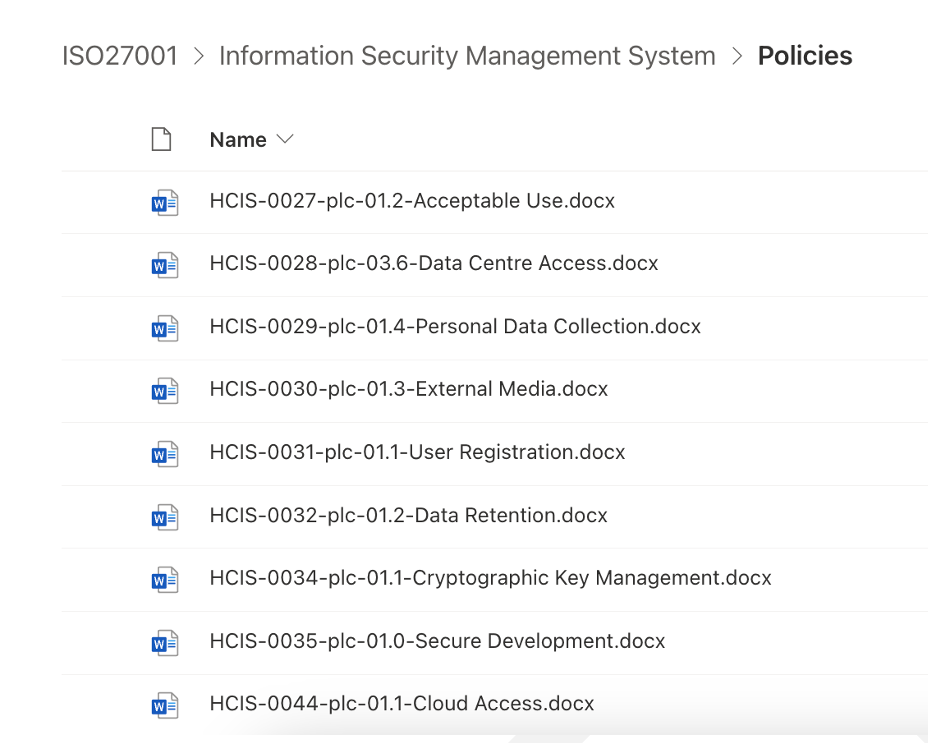 ISO27001 > Information Security Management System > Policies
Name
HCIS-0027-plc-01.2-Acceptable Use.docx
HCIS-0028-plc-03.6-Data Centre Access.docx
HCIS-0029-plc-01.4-Personal Data Collection.docx
HCIS-0030-plc-01.3-External Media.docx
HCIS-0031-plc-01.1-User Registration.docx
HCIS-0032-plc-01.2-Data Retention.docx
HCIS-0034-plc-01.1-Cryptographic Key Management.docx
HCIS-0035-plc-01.0-Secure Development.docx
HCIS-0044-plc-01.1-Cloud Access.docx